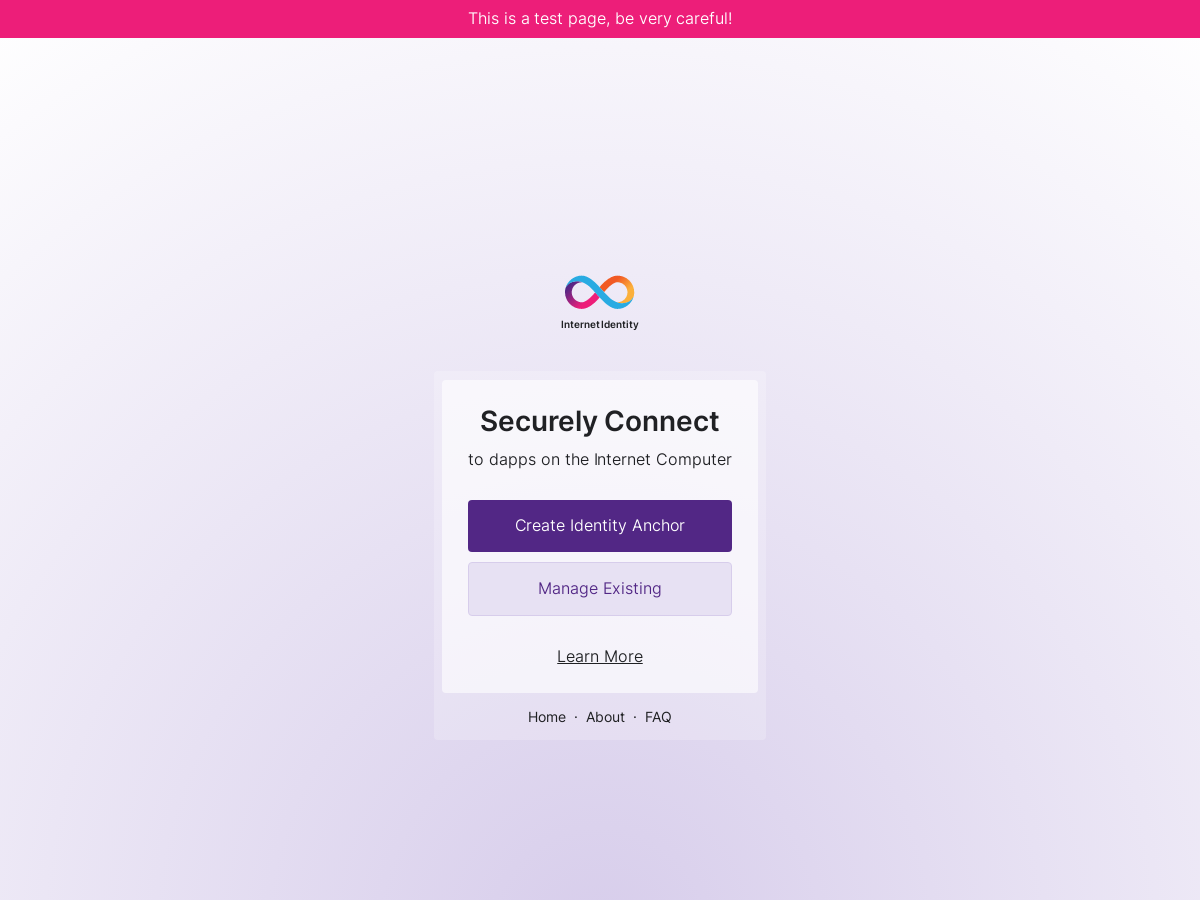 This is a test page, be very careful!
Internet Identity
Securely Connect
to dapps on the Internet Computer
Create Identity Anchor
Manage Existing
Learn More
Home · About · FAQ